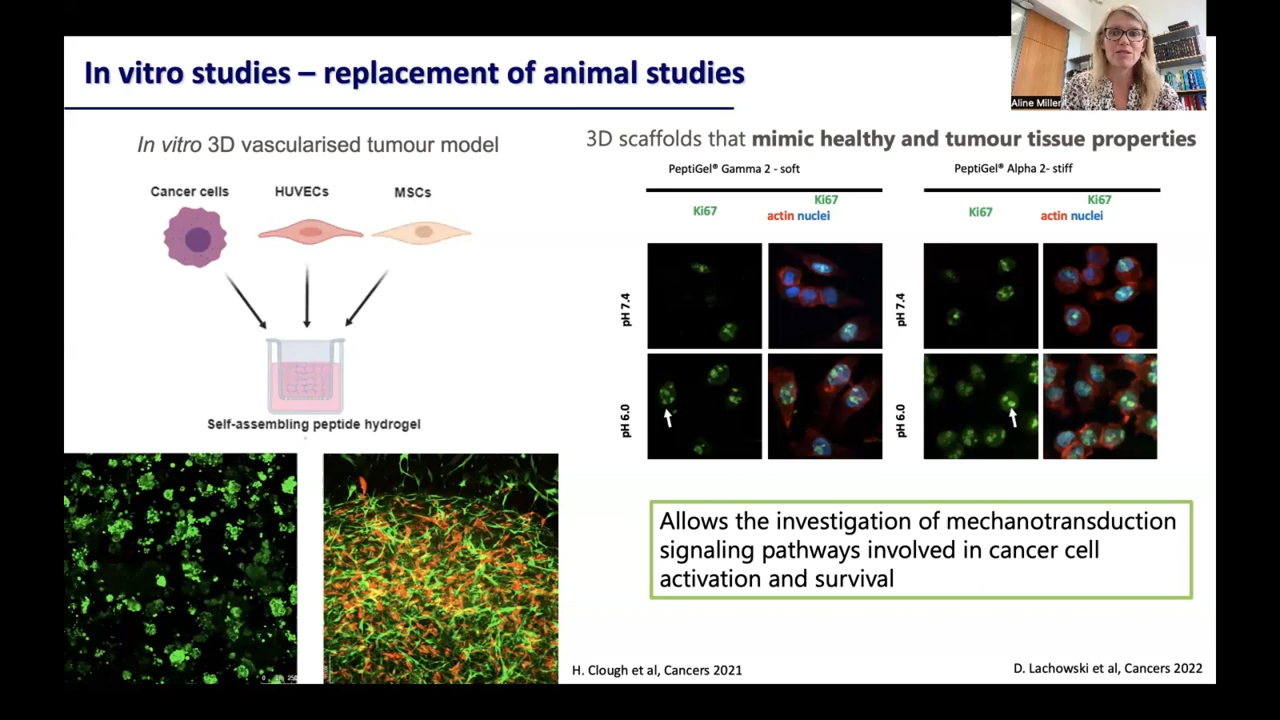 In vitro studies – replacement of animal studies
Aline Miller
In vitro 3D vascularised tumour model
Cancer cells
HUVECs
MSCs
Self-assembling peptide hydrogel
3D scaffolds that mimic healthy and tumour tissue properties
PeptiGel® Gamma 2 - soft
PeptiGel® Alpha 2- stiff
Ki67
Ki67
actin nuclei
Ki67
Ki67
actin nuclei
pH 7.4
pH 7.4
pH 6.0
pH 6.0
Allows the investigation of mechanotransduction
signaling pathways involved in cancer cell
activation and survival
H. Clough et al, Cancers 2021
D. Lachowski et al, Cancers 2022